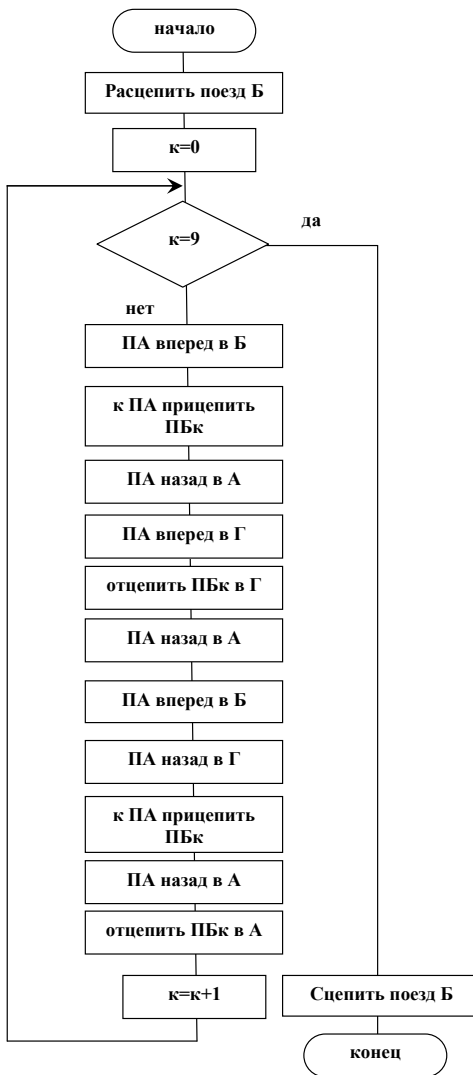 начало
Расцепить поезд Б
к=0
к=9
да
нет
ПА вперед в Б
к ПА прицепить
ПБк
ПА назад в А
ПА вперед в Г
отцепить ПБк в Г
ПА назад в А
ПА вперед в Б
ПА назад в Г
к ПА прицепить
ПБк
ПА назад в А
отцепить ПБк в А
к=к+1
Сцепить поезд Б
конец